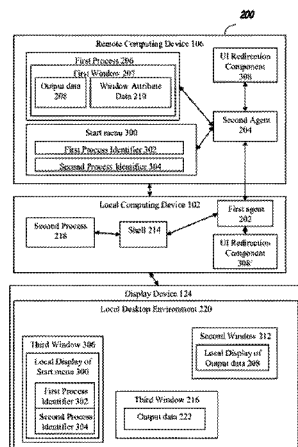 200
Remote Computing Device 106
First Process 206
First Window 207
Output data
208
Window Attribute
Data 210
UI Redirection
Component
308
Second Agent
204
Start menu 300
First Process Identifier 302
Second Process Identifier 304
Local Computing Device 102
Second Process
218
Shell 214
First agent
202
UI Redirection
Component
308'
Display Device 124
Local Desktop Environment 220
Third Window 306
Local Display of
Start menu 300
First Process
Identifier 302
Second Process
Identifier 304
Second Window 212
Local Display of
Output data 208
Third Window 216
Output data 222